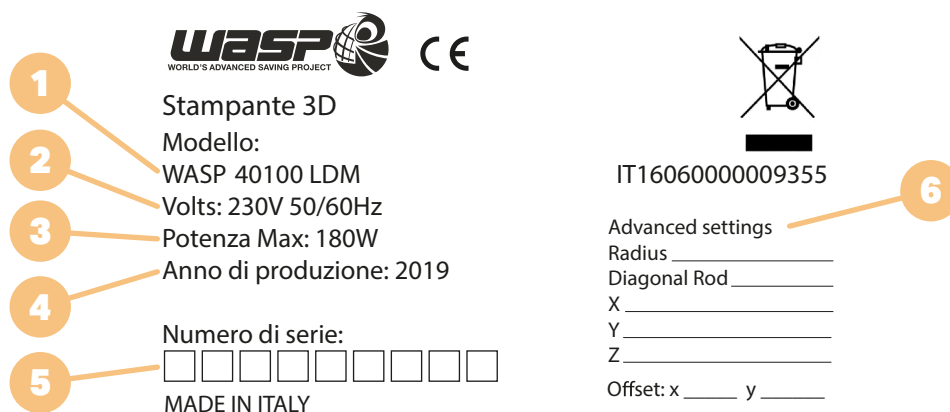 wasp
WORLD'S ADVANCED SAVING PROJECT
CE
Stampante 3D
Modello:
WASP 40100 LDM
Volts: 230V 50/60Hz
Potenza Max: 180W
Anno di produzione: 2019
Numero di serie:
MADE IN ITALY
1
2
3
4
5
IT16060000009355
6
Advanced settings
Radius
Diagonal Rod
X
Y
Z
Offset: x y